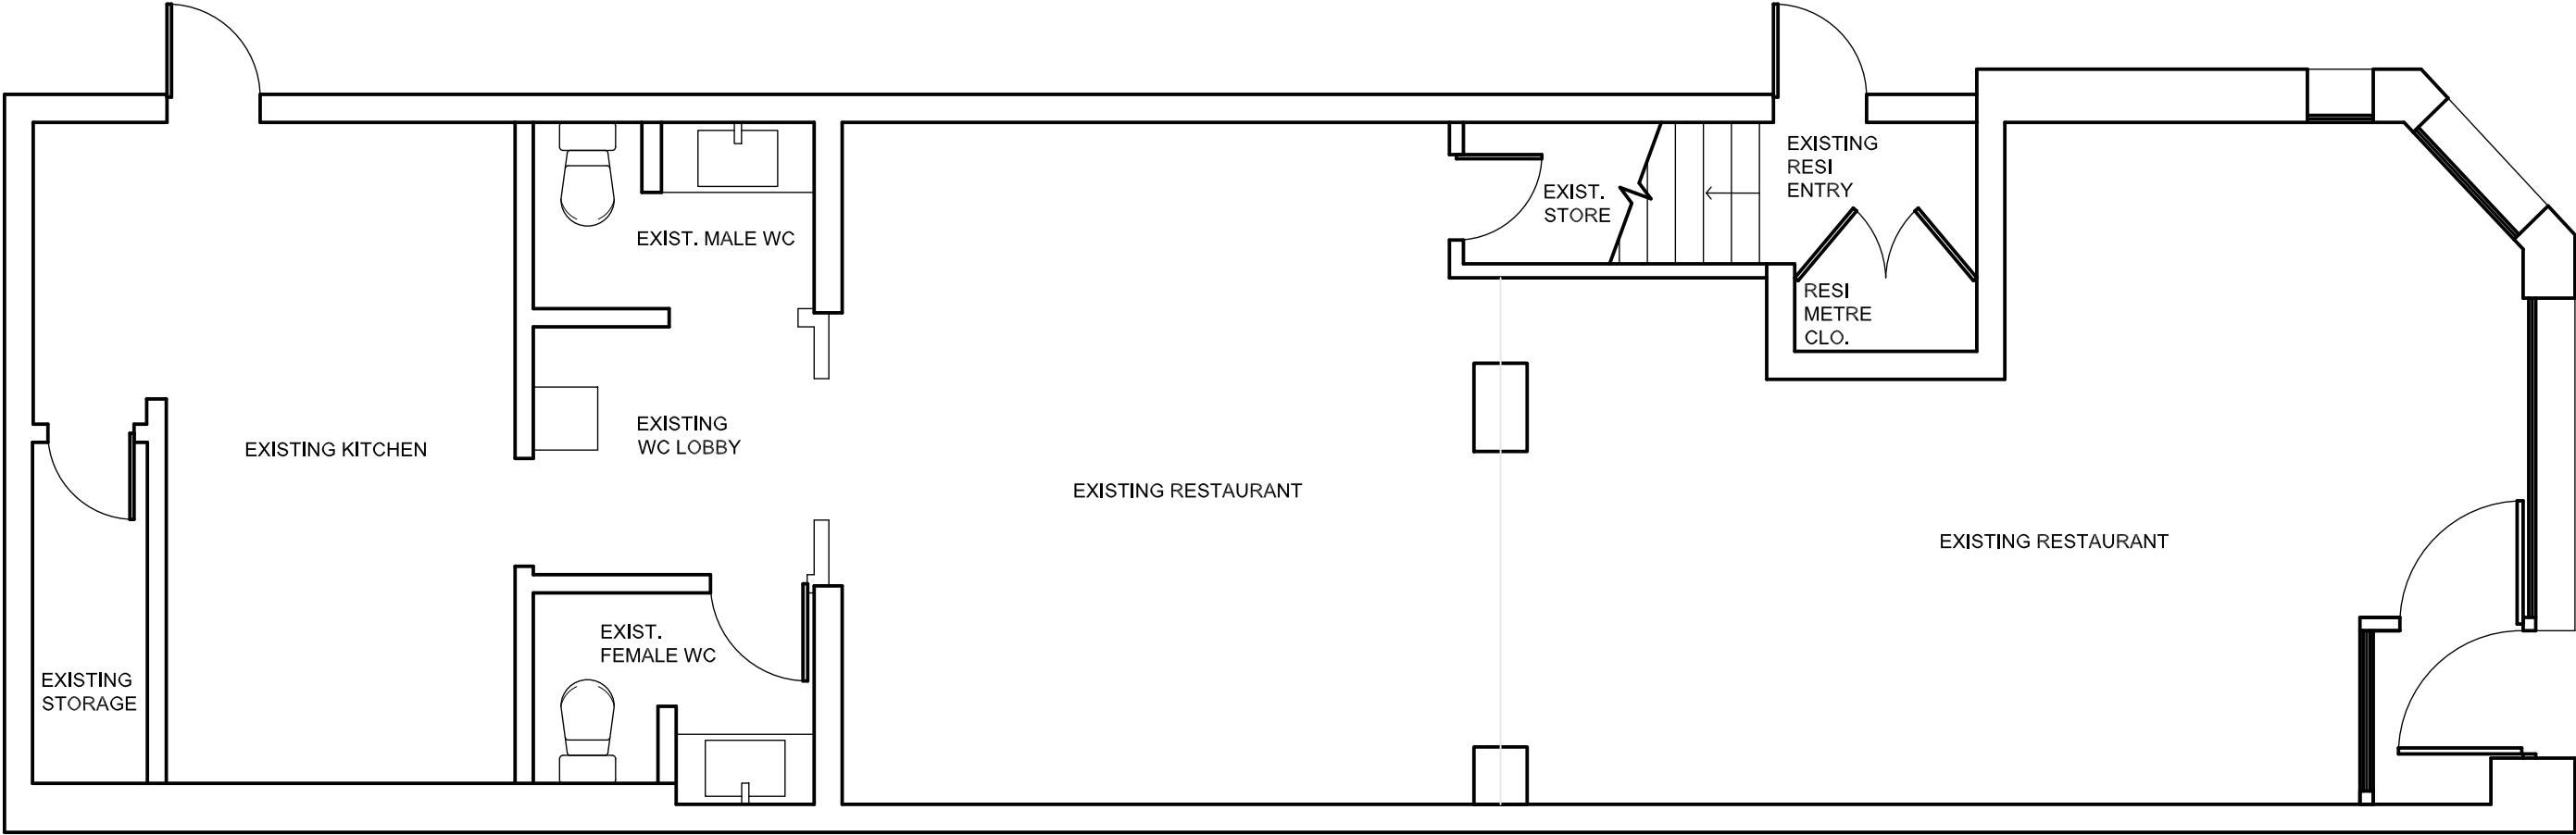 EXISTING
RESI
ENTRY
EXIST.
STORE
EXIST. MALE WC
RESI
METRE
CLO.
EXISTING KITCHEN
EXISTING
WC LOBBY
EXISTING RESTAURANT
EXISTING RESTAURANT
EXIST.
FEMALE WC
EXISTING
STORAGE